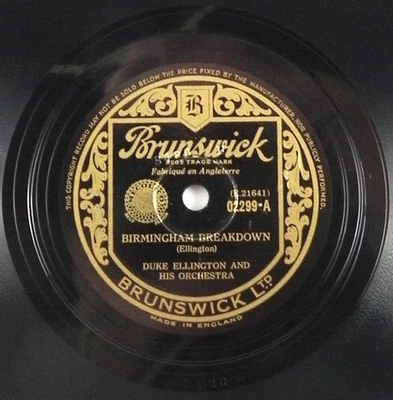 THIS COPYRIGHT RECORD MAY NOT BE SOLD BELOW THE PRICE FIXED BY THE MANUFACTURER, NOR PUBLICLY PERFORMED.
B
Brunswick
REGD TRADE MARK
Fabriqué en Angleterre
(E.21641)
02299-A
BIRMINGHAM BREAKDOWN
(Ellington)
DUKE ELLINGTON AND
HIS ORCHESTRA
BRUNSWICK LTD
MADE IN ENGLAND